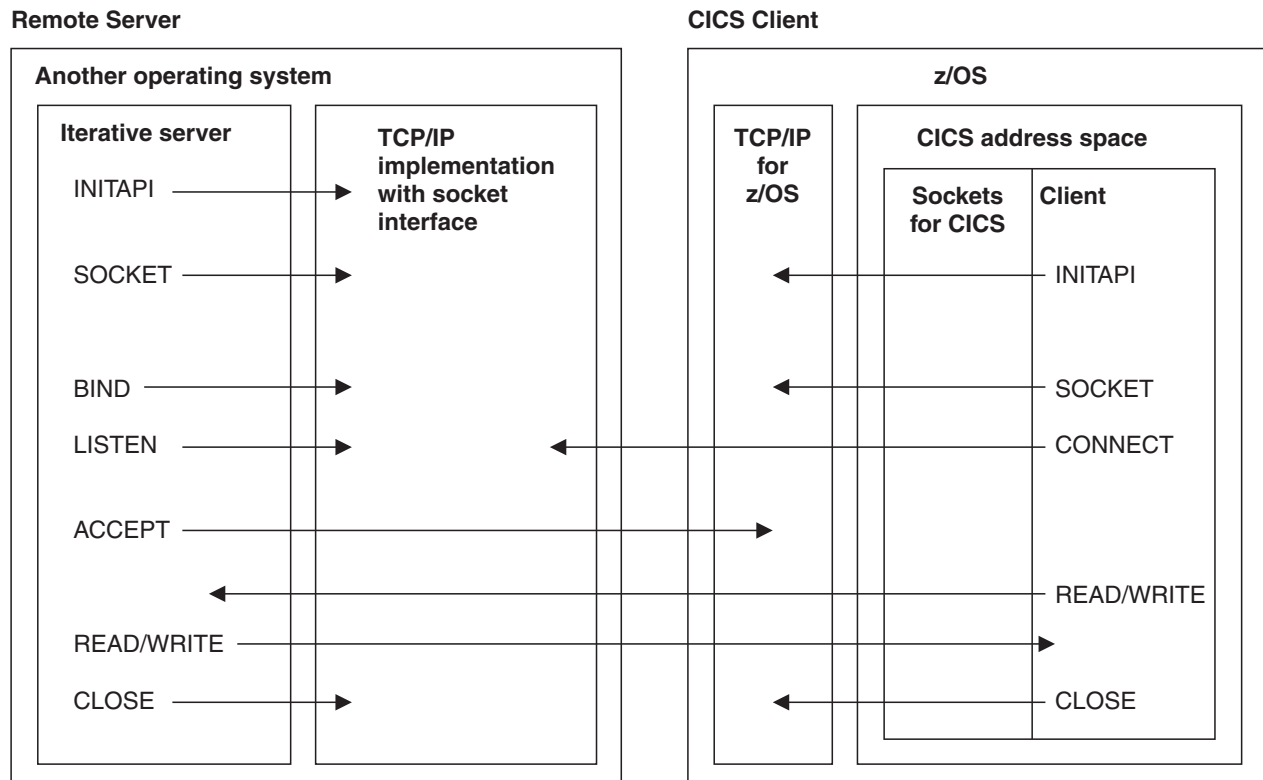 Remote Server
Another operating system
Iterative server
INITAPI
SOCKET
BIND
LISTEN
ACCEPT
READ/WRITE
CLOSE
TCP/IP
implementation
with socket
interface
CICS Client
z/OS
TCP/IP
for
z/OS
CICS address space
Sockets
for CICS
Client
INITAPI
SOCKET
CONNECT
READ/WRITE
CLOSE